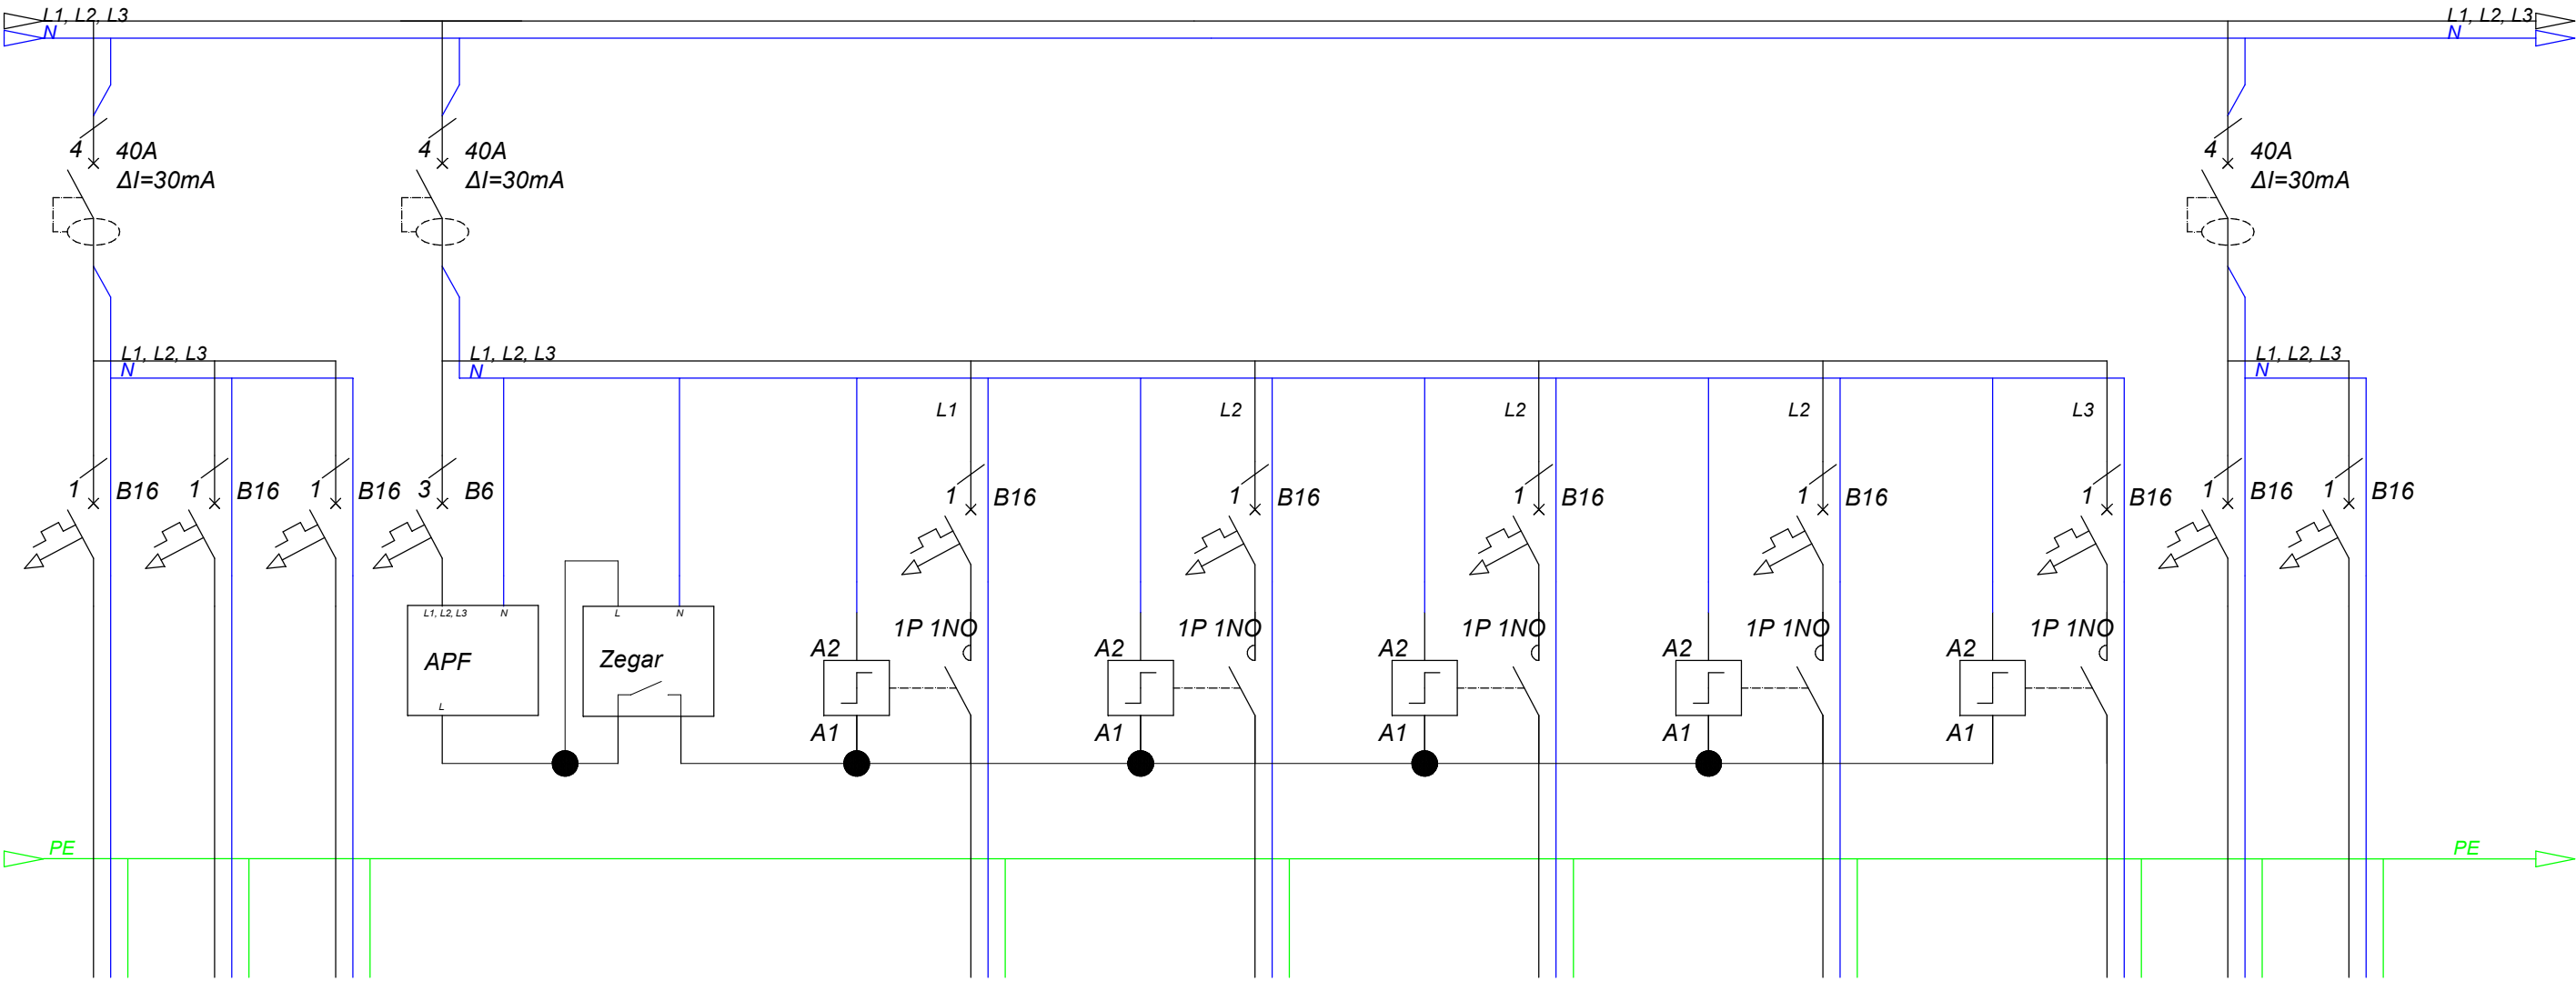 L1, L2, L3 L1, L2, L3
N N
4 40A 4 40A 4 40A
ΔI=30mA ΔI=30mA ΔI=30mA
L1, L2, L3 L1, L2, L3 L1, L2, L3
N N N
L1 L2 L2 L2 L3
1 B16 1 B16 1 B16 3 B6 1 B16 1 B16 1 B16 1 B16 1 B16 1 B16 1 B16
L1, L2, L3 N L N
1P 1NO 1P 1NO 1P 1NO 1P 1NO 1P 1NO
A2 A2 A2 A2 A2
APF Zegar
L
A1 A1 A1 A1 A1
PE PE